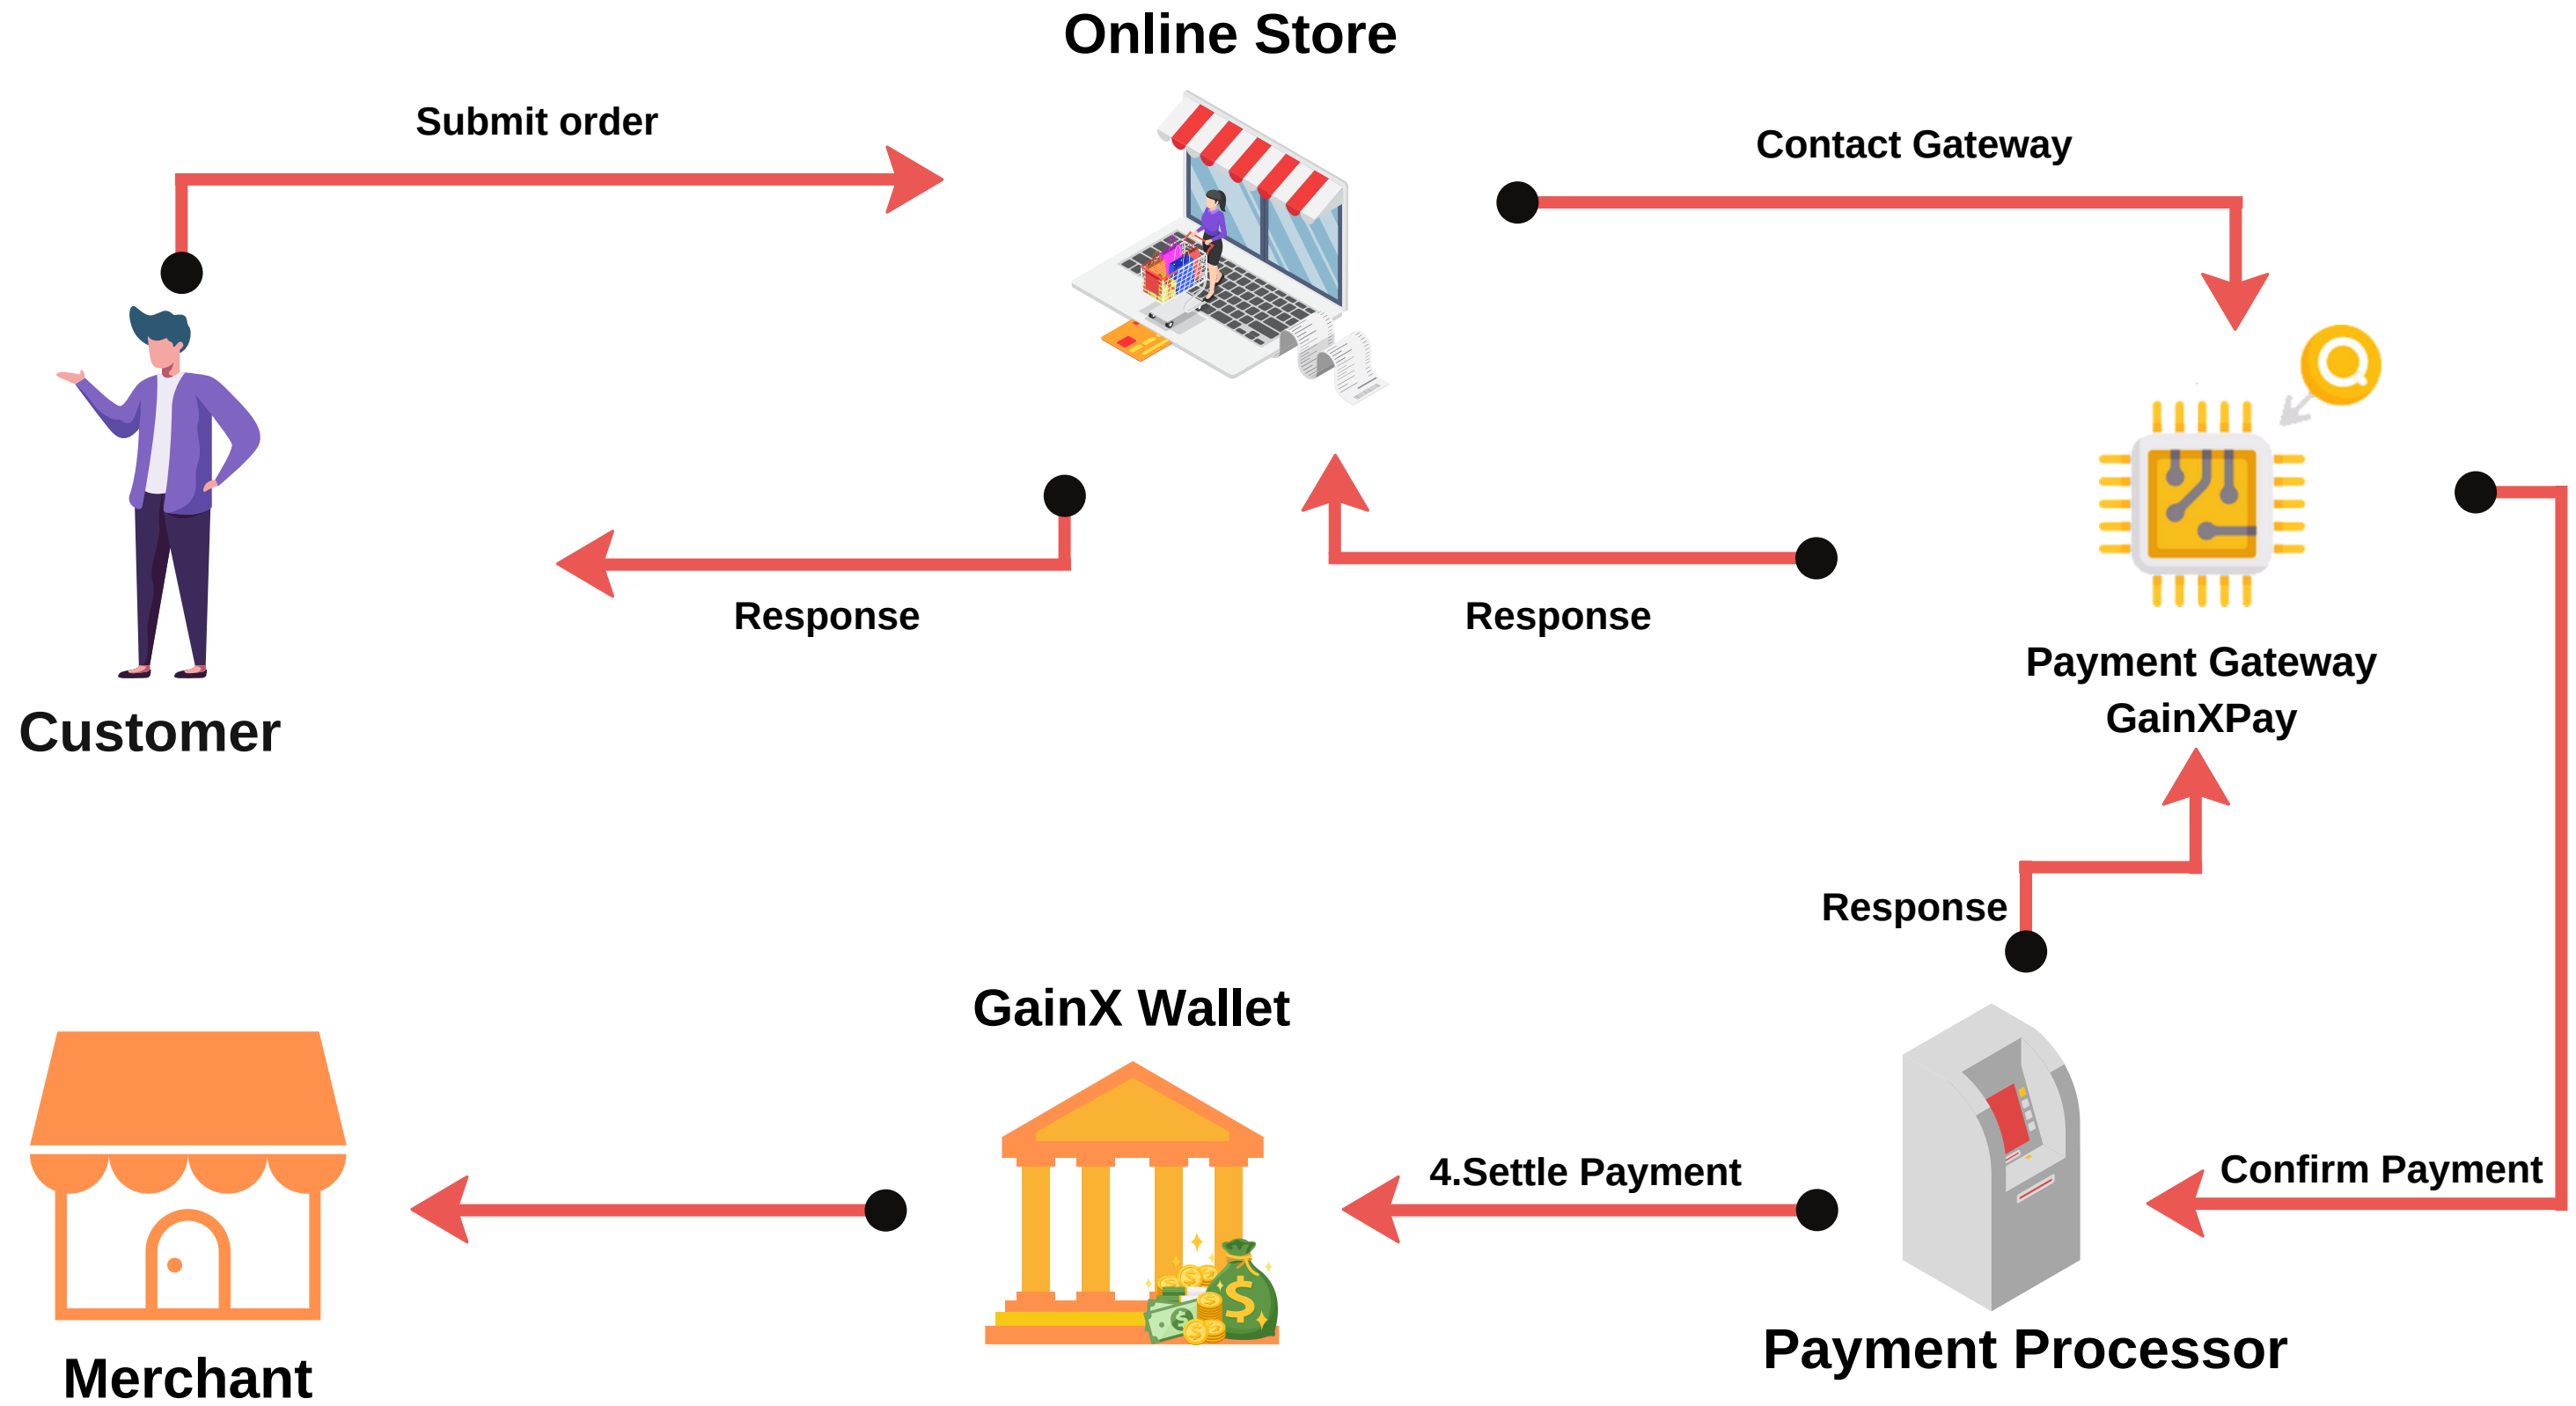 Online Store
Submit order
Contact Gateway
Response
Response
Payment Gateway
GainXPay
Customer
Response
GainX Wallet
4.Settle Payment
Confirm Payment
Payment Processor
Merchant